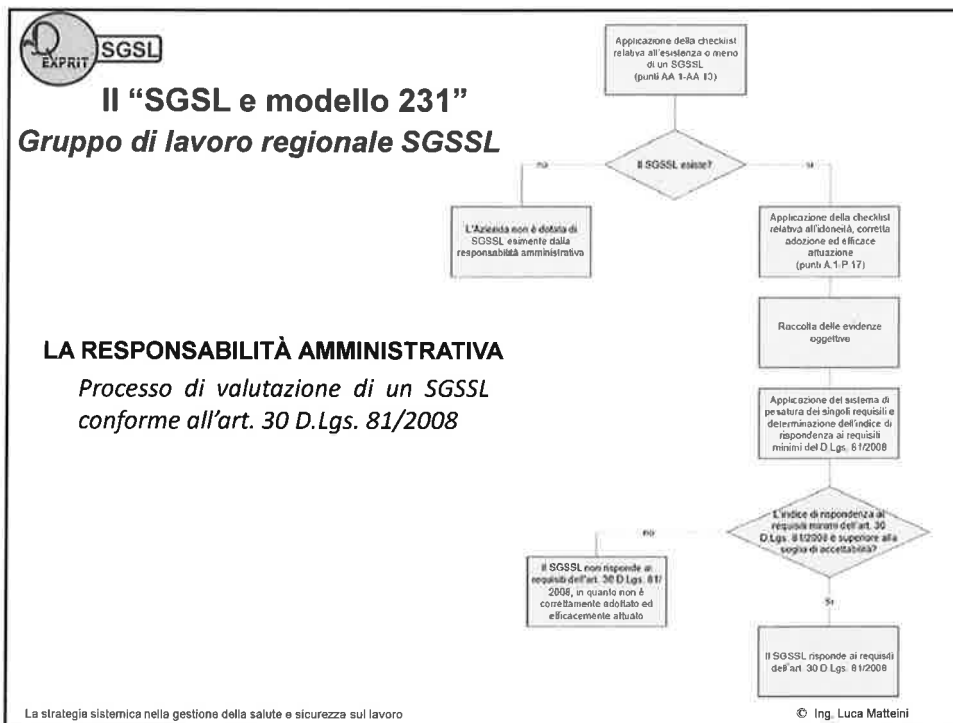 EXPRIT
SGSL
Il “SGSL e modello 231”
Gruppo di lavoro regionale SGSSL
LA RESPONSABILITÀ AMMINISTRATIVA
Processo di valutazione di un SGSSL
conforme all'art. 30 D.Lgs. 81/2008
Applicazione della checklist
relativa all'esistenza o meno
di un SGSSL
(punti AA 1-AA 13)
Il SGSSL esiste?
no
si
L'Azienda non è dotata di
SGSSL esimente dalla
responsabilità amministrativa
Applicazione della checklist
relativa all'idoneità, corretta
adozione ed efficace
attuazione
(punti A.1-P.17)
Raccolta delle evidenze
oggettive
Applicazione del sistema di
pesatura dei singoli requisiti e
determinazione dell'indice di
rispondenza ai requisiti
minimi del D.Lgs. 81/2008
L'indice di rispondenza ai
requisiti minimi dell'art. 30
D.Lgs. 81/2008 è superiore alla
soglia di accettabilità?
no
Si
Il SGSSL non risponde ai
requisiti dell'art. 30 D.Lgs. 81/
2008, in quanto non è
correttamente adottato ed
efficacemente attuato
Il SGSSL risponde ai requisiti
dell'art. 30 D.Lgs. 81/2008
La strategia sistemica nella gestione della salute e sicurezza sul lavoro
© Ing. Luca Matteini